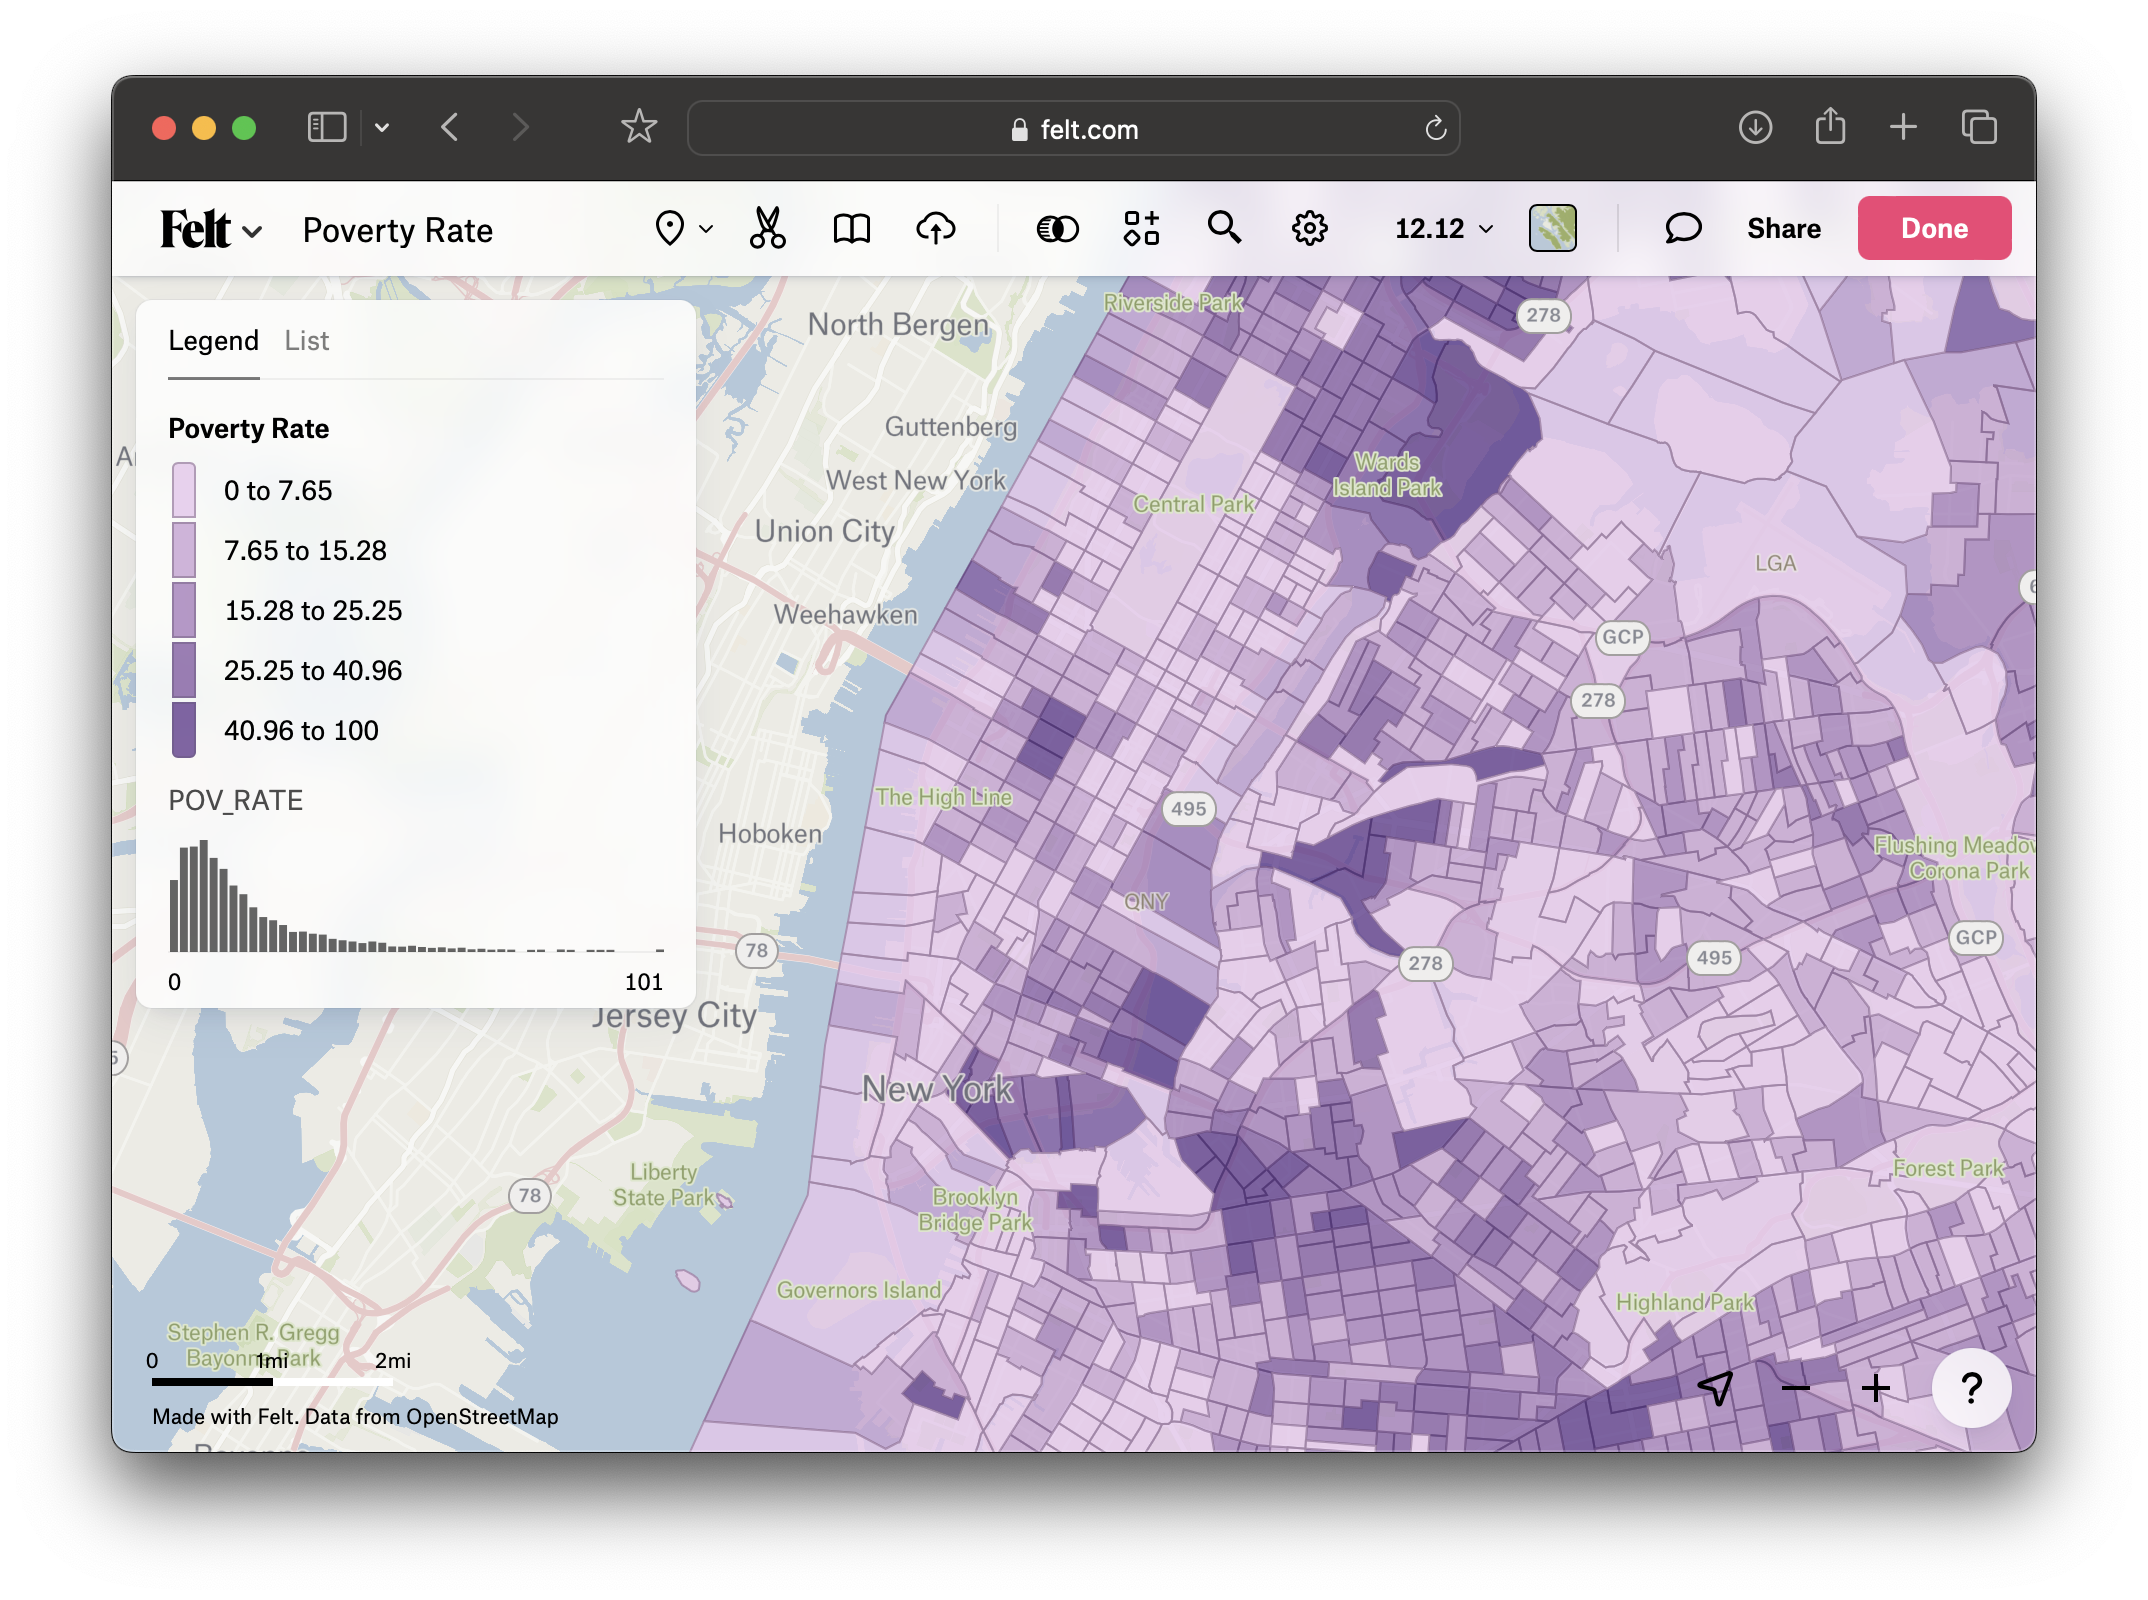 felt.com
Felt
Poverty Rate
12.12
Share
Done
Legend
List
Poverty Rate
0 to 7.65
7.65 to 15.28
15.28 to 25.25
25.25 to 40.96
40.96 to 100
POV_RATE
0
101
Riverside Park
278
North Bergen
Guttenberg
West New York
Wards
Island Park
Central Park
Union City
LGA
Weehawken
GCP
278
The High Line
495
Hoboken
Flushing Meadow
Corona Park
QNY
GCP
78
278
495
Jersey City
New York
Liberty
State Park
78
Brooklyn
Bridge Park
Forest Park
Governors Island
Highland Park
Stephen R. Gregg
Bayonne Park
0
1mi
2mi
?
Made with Felt. Data from OpenStreetMap